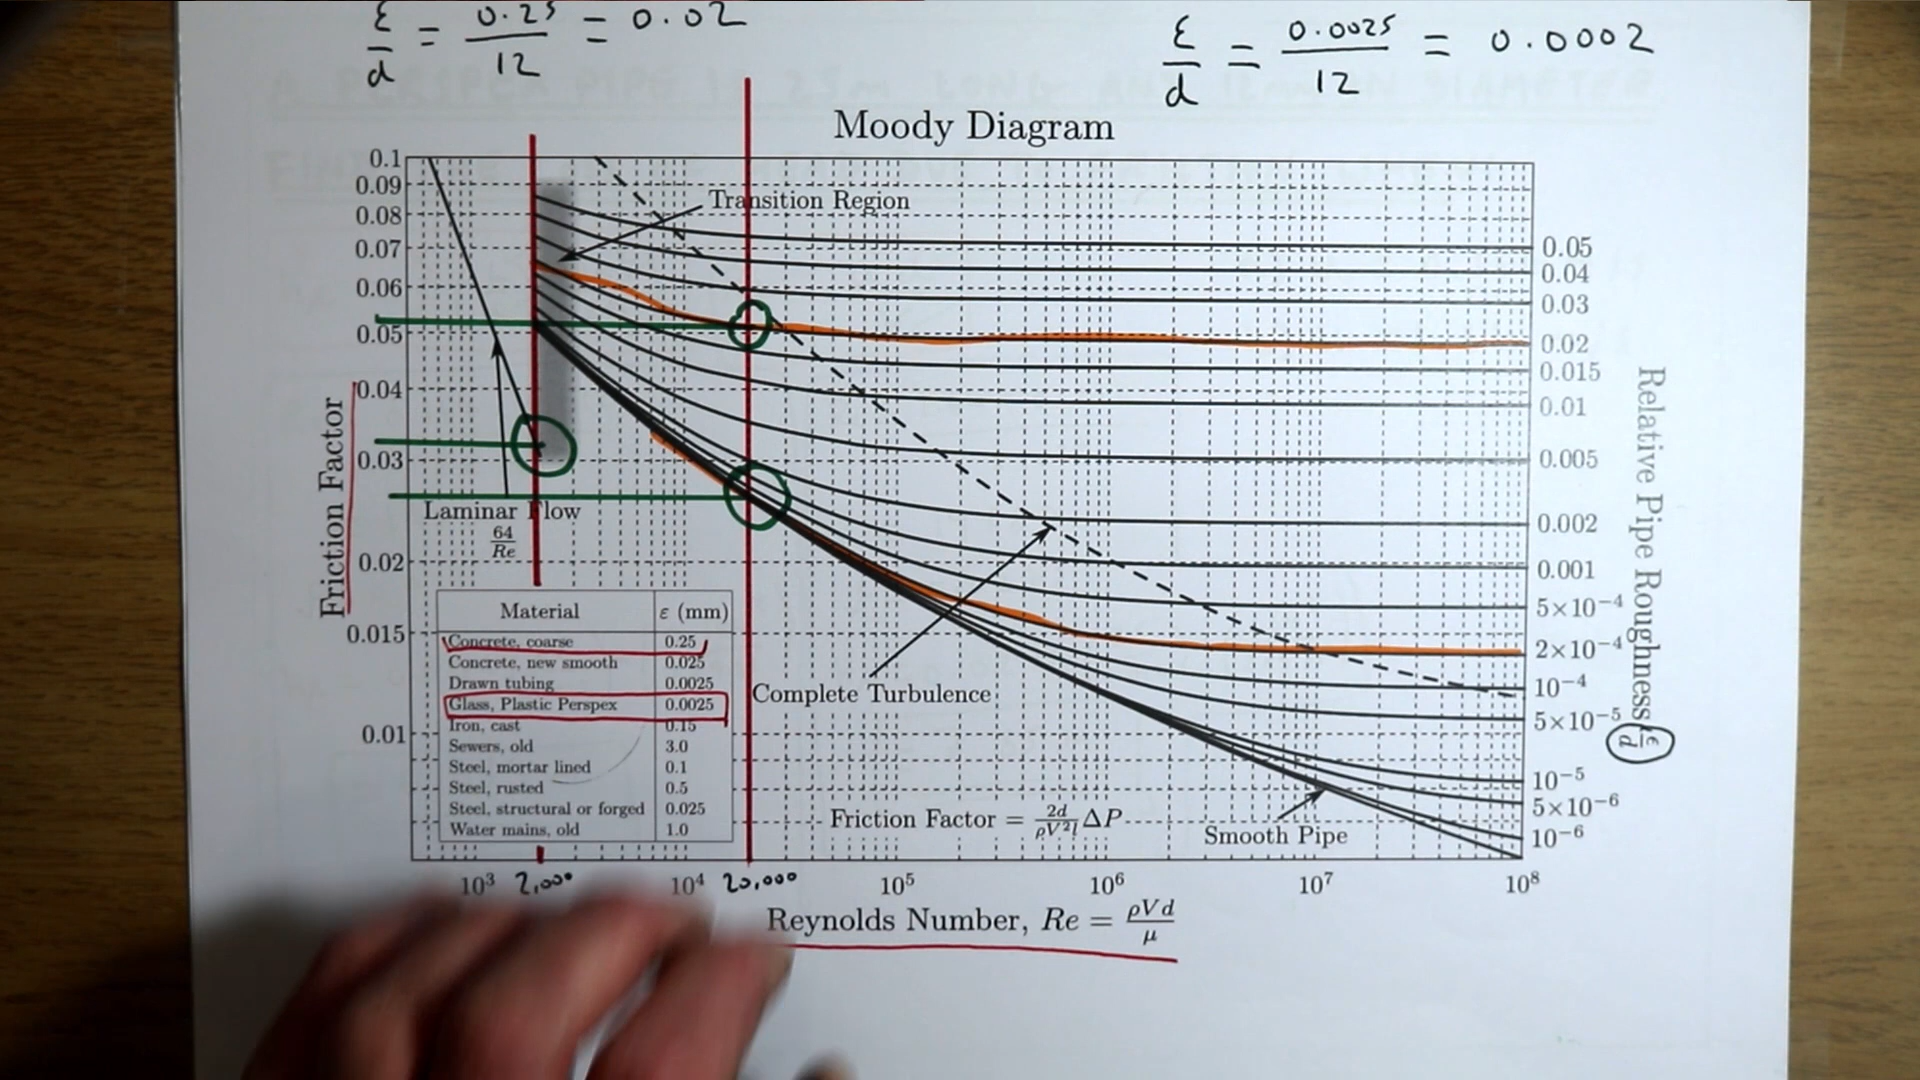 ε/d = 0.25/12 = 0.02
ε/d = 0.0025/12 = 0.0002
Moody Diagram
0.1
0.09
0.08
0.07
0.06
0.05
0.04
0.03
0.02
0.015
0.01
Friction Factor
Transition Region
Laminar Flow
64/Re
Complete Turbulence
Smooth Pipe
Friction Factor = 2d/ρV²l ΔP
Material ε (mm)
Concrete, coarse 0.25
Concrete, new smooth 0.025
Drawn tubing 0.0025
Glass, Plastic Perspex 0.0025
Iron, cast 0.15
Sewers, old 3.0
Steel, mortar lined 0.1
Steel, rusted 0.5
Steel, structural or forged 0.025
Water mains, old 1.0
0.05
0.04
0.03
0.02
0.015
0.01
0.005
0.002
0.001
5×10⁻⁴
2×10⁻⁴
10⁻⁴
5×10⁻⁵
10⁻⁵
5×10⁻⁶
10⁻⁶
Relative Pipe Roughness ε/d
10³ 2,000 10⁴ 20,000 10⁵ 10⁶ 10⁷ 10⁸
Reynolds Number, Re = ρVd/μ